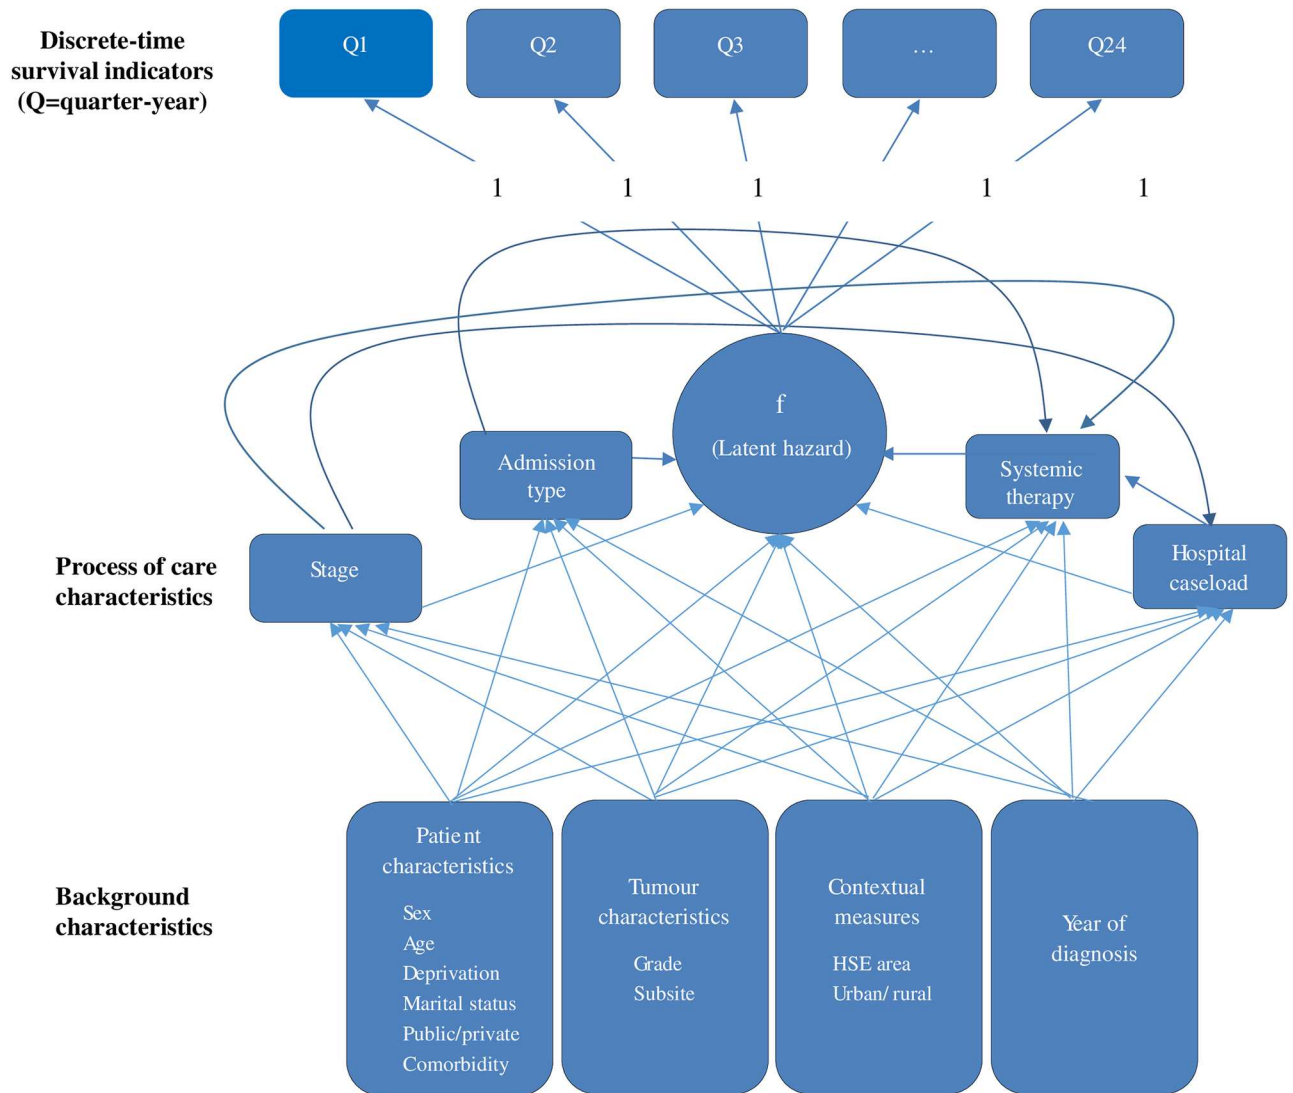 Discrete-time
survival indicators
(Q=quarter-year)
Q1
Q2
Q3
...
Q24
1
1
1
1
1
f
(Latent hazard)
Admission
type
Systemic
therapy
Process of care
characteristics
Stage
Hospital
caseload
Background
characteristics
Patient
characteristics
Sex
Age
Deprivation
Marital status
Public/private
Comorbidity
Tumour
characteristics
Grade
Subsite
Contextual
measures
HSE area
Urban/ rural
Year of
diagnosis